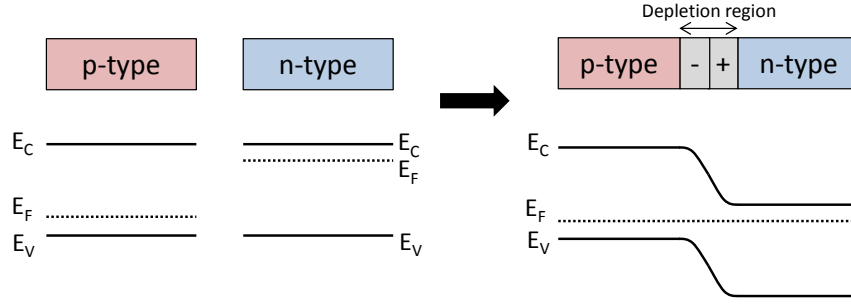 Depletion region
p-type
n-type
p-type
-
+
n-type
E_C
E_C
E_F
E_F
E_V
E_V
E_C
E_F
E_V